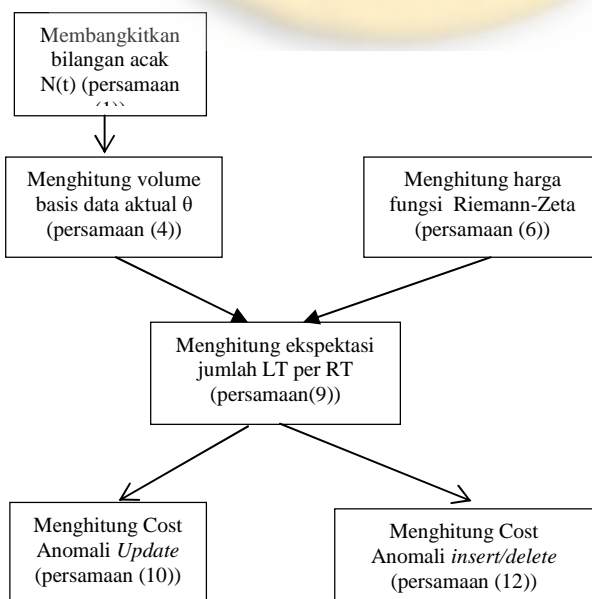 Membangkitkan
bilangan acak
N(t) (persamaan
(1))
Menghitung volume
basis data aktual θ
(persamaan (4))
Menghitung harga
fungsi Riemann-Zeta
(persamaan (6))
Menghitung ekspektasi
jumlah LT per RT
(persamaan(9))
Menghitung Cost
Anomali Update
(persamaan (10))
Menghitung Cost
Anomali insert/delete
(persamaan (12))